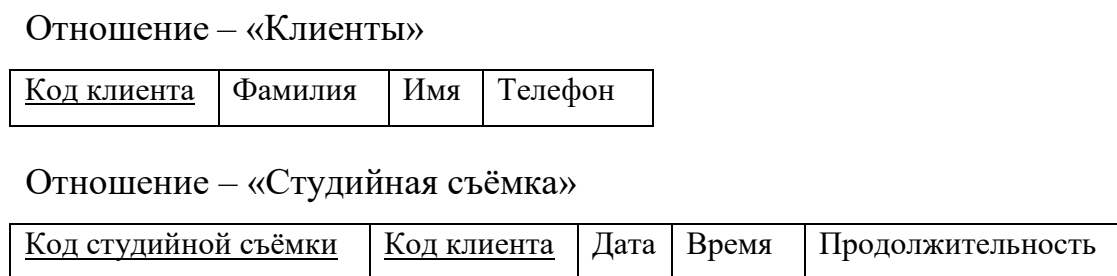 Отношение – «Клиенты»
Код клиента Фамилия Имя Телефон
Отношение – «Студийная съёмка»
Код студийной съёмки Код клиента Дата Время Продолжительность